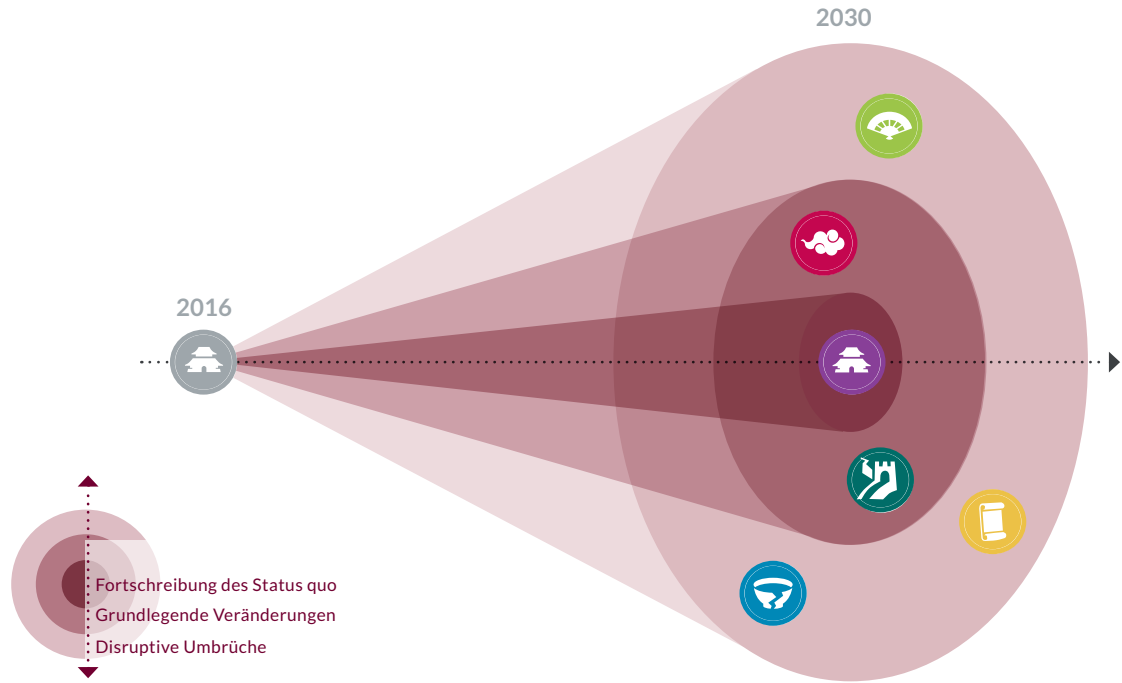 2030
2016
Fortschreibung des Status quo
Grundlegende Veränderungen
Disruptive Umbrüche